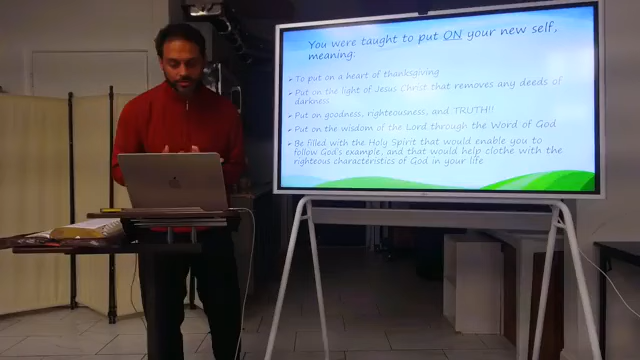 You were taught to put ON your new self,
meaning:
To put on a heart of thanksgiving
Put on the light of Jesus Christ that removes any deeds of
darkness
Put on goodness, righteousness, and TRUTH!!
Put on the wisdom of the Lord through the Word of God
Be filled with the Holy Spirit that would enable you to
follow God's example, and that would help clothe with the
righteous characteristics of God in your life